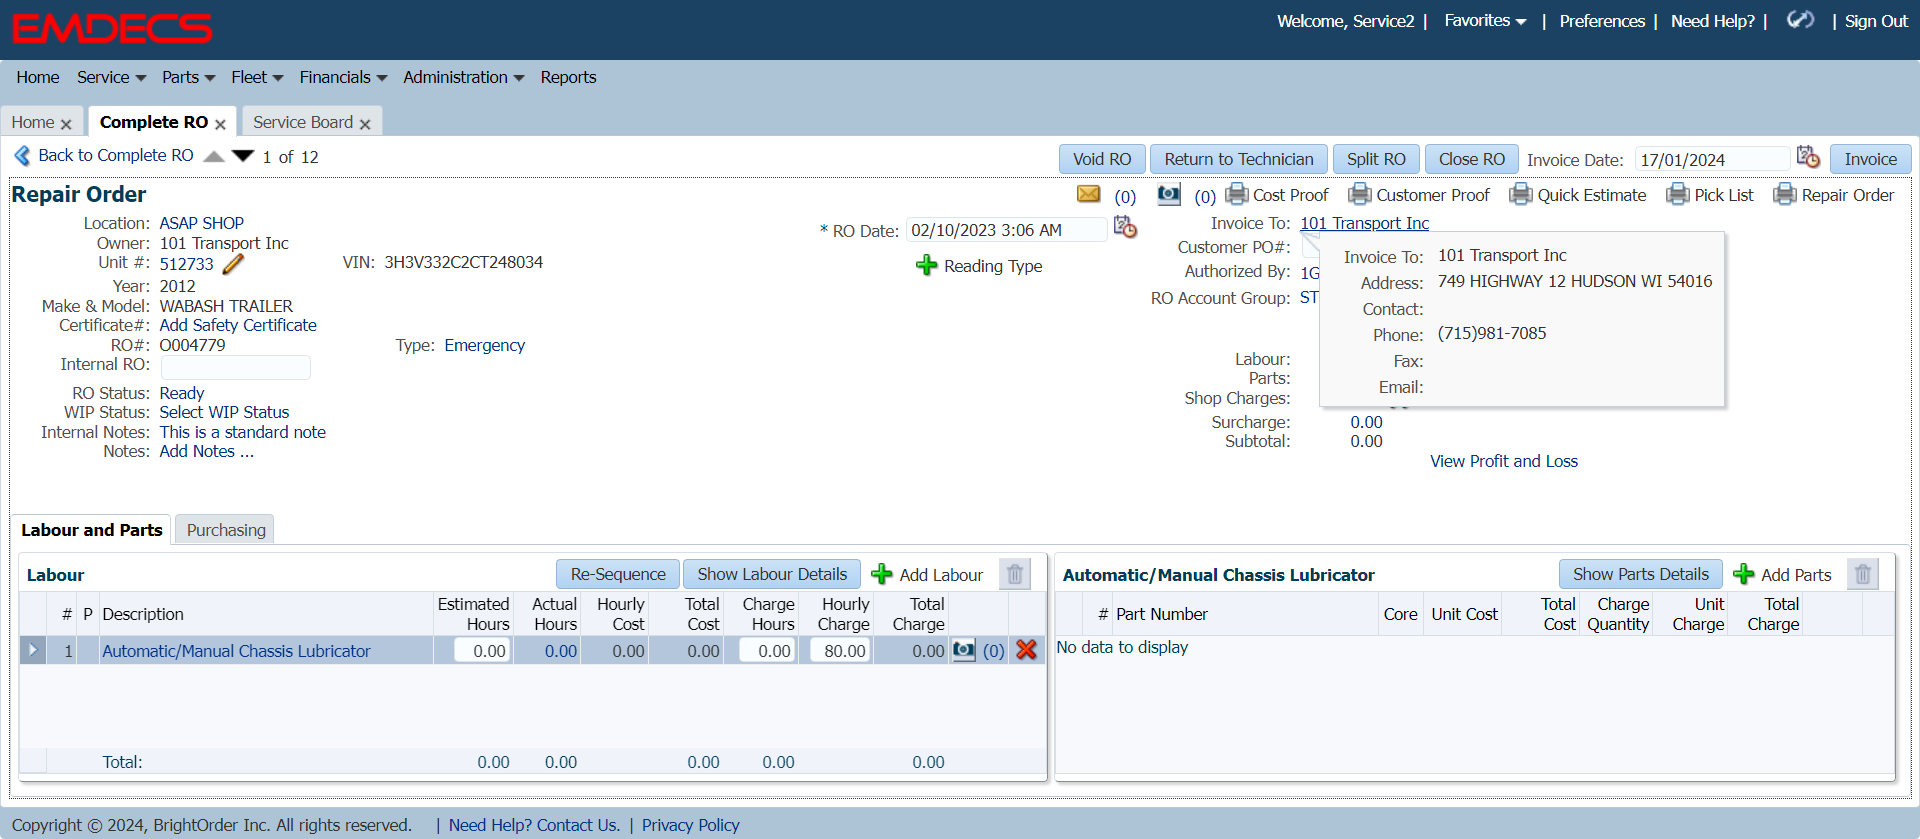 EMDECS
Welcome, Service2 | Favorites | Preferences | Need Help? | | Sign Out
Home Service Parts Fleet Financials Administration Reports
Home Complete RO Service Board
Back to Complete RO 1 of 12 Void RO Return to Technician Split RO Close RO Invoice Date: 17/01/2024 Invoice
Repair Order (0) (0) Cost Proof Customer Proof Quick Estimate Pick List Repair Order
Location: ASAP SHOP
Owner: 101 Transport Inc
Unit #: 512733 VIN: 3H3V332C2CT248034
Year: 2012
Make & Model: WABASH TRAILER
Certificate#: Add Safety Certificate
RO#: O004779 Type: Emergency
Internal RO:
RO Status: Ready
WIP Status: Select WIP Status
Internal Notes: This is a standard note
Notes: Add Notes ...
* RO Date: 02/10/2023 3:06 AM
Reading Type
Invoice To: 101 Transport Inc
Customer PO#:
Authorized By: 1G
RO Account Group: ST
Invoice To: 101 Transport Inc
Address: 749 HIGHWAY 12 HUDSON WI 54016
Contact:
Phone: (715)981-7085
Fax:
Email:
Labour:
Parts:
Shop Charges:
Surcharge: 0.00
Subtotal: 0.00
View Profit and Loss
Labour and Parts Purchasing
Labour Re-Sequence Show Labour Details Add Labour
# P Description Estimated Hours Actual Hours Hourly Cost Total Cost Charge Hours Hourly Charge Total Charge
1 Automatic/Manual Chassis Lubricator 0.00 0.00 0.00 0.00 0.00 80.00 0.00 (0)
Total: 0.00 0.00 0.00 0.00 0.00
Automatic/Manual Chassis Lubricator Show Parts Details Add Parts
# Part Number Core Unit Cost Total Cost Charge Quantity Unit Charge Total Charge
No data to display
Copyright © 2024, BrightOrder Inc. All rights reserved. | Need Help? Contact Us. | Privacy Policy